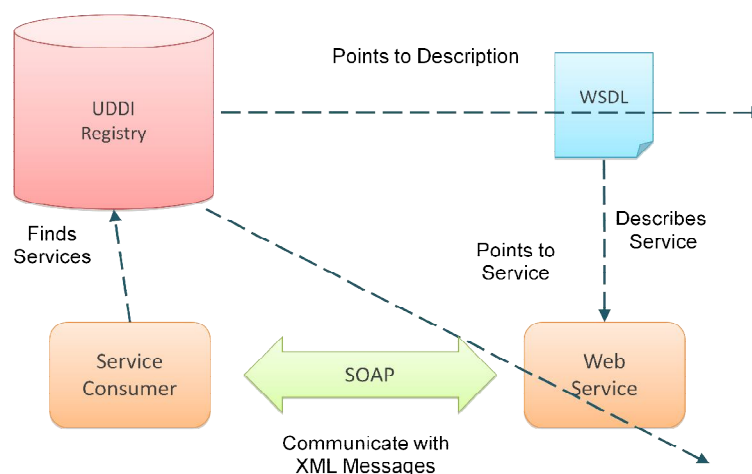 Points to Description
UDDI
Registry
WSDL
Finds
Services
Describes
Service
Points to
Service
Service
Consumer
SOAP
Web
Service
Communicate with
XML Messages